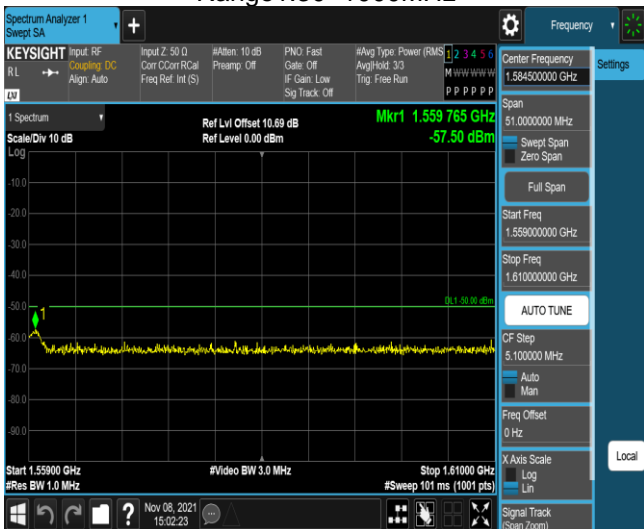 Spectrum Analyzer 1
Swept SA
+
Frequency
KEYSIGHT
RL
LXI
Input: RF
Coupling: DC
Align: Auto
Input Z: 50 Ω
Corr CCorr RCal
Freq Ref: Int (S)
#Atten: 10 dB
Preamp: Off
PNO: Fast
Gate: Off
IF Gain: Low
Sig Track: Off
#Avg Type: Power (RMS
Avg|Hold: 3/3
Trig: Free Run
1 2 3 4 5 6
M W W W W W
P P P P P P
1 Spectrum
Scale/Div 10 dB
Log
Ref Lvl Offset 10.69 dB
Ref Level 0.00 dBm
Mkr1 1.559 765 GHz
-57.50 dBm
-10.0
-20.0
-30.0
-40.0
-50.0
-60.0
-70.0
-80.0
-90.0
DL1 -50.00 dBm
1
Start 1.55900 GHz
#Res BW 1.0 MHz
#Video BW 3.0 MHz
Stop 1.61000 GHz
#Sweep 101 ms (1001 pts)
Center Frequency
1.584500000 GHz
Span
51.0000000 MHz
Swept Span
Zero Span
Full Span
Start Freq
1.559000000 GHz
Stop Freq
1.610000000 GHz
AUTO TUNE
CF Step
5.100000 MHz
Auto
Man
Freq Offset
0 Hz
X Axis Scale
Log
Lin
Signal Track
(Span Zoom)
Settings
Local
?
Nov 08, 2021
15:02:23